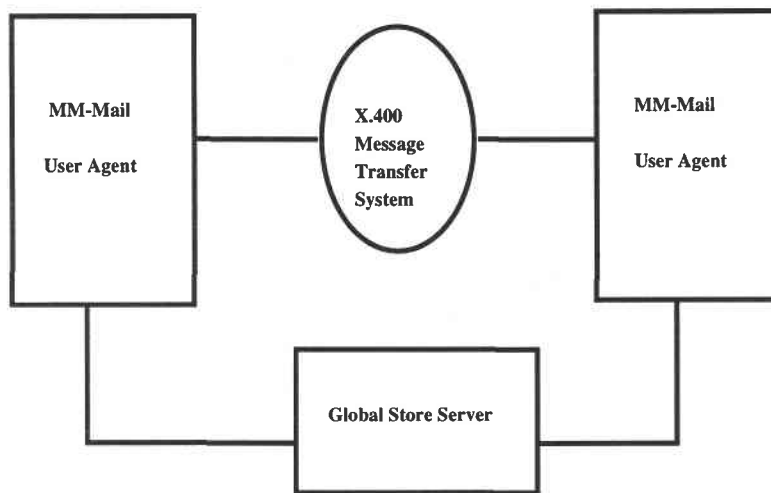 MM-Mail
User Agent
X.400
Message
Transfer
System
MM-Mail
User Agent
Global Store Server